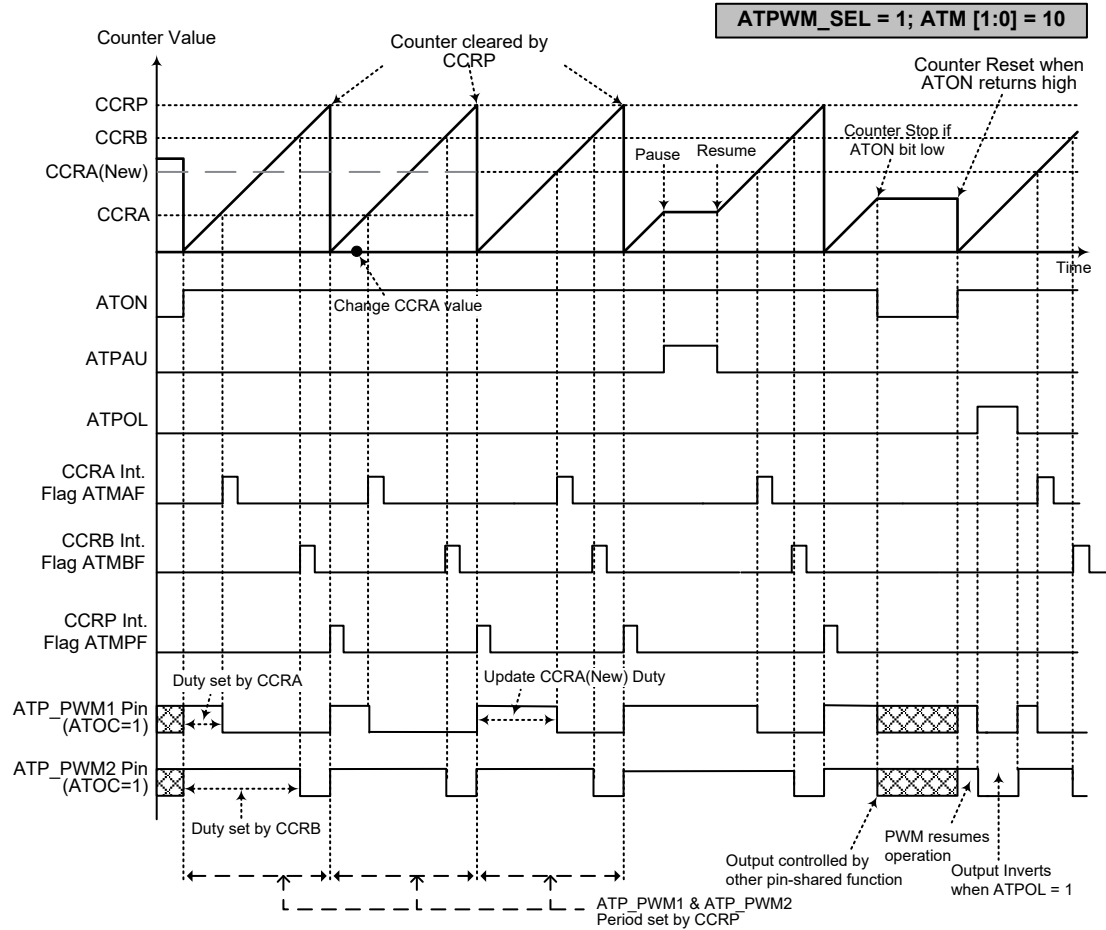 ATPWM_SEL = 1; ATM [1:0] = 10
Counter Value
Counter cleared by
CCRP
Counter Reset when
ATON returns high
CCRP
CCRB
Counter Stop if
ATON bit low
Pause
Resume
CCRA(New)
CCRA
Time
ATON
Change CCRA value
ATPAU
ATPOL
CCRA Int.
Flag ATMAF
CCRB Int.
Flag ATMBF
CCRP Int.
Flag ATMPF
Duty set by CCRA
Update CCRA(New) Duty
ATP_PWM1 Pin
(ATOC=1)
ATP_PWM2 Pin
(ATOC=1)
Duty set by CCRB
PWM resumes
operation
Output controlled by
other pin-shared function
Output Inverts
when ATPOL = 1
ATP_PWM1 & ATP_PWM2
Period set by CCRP